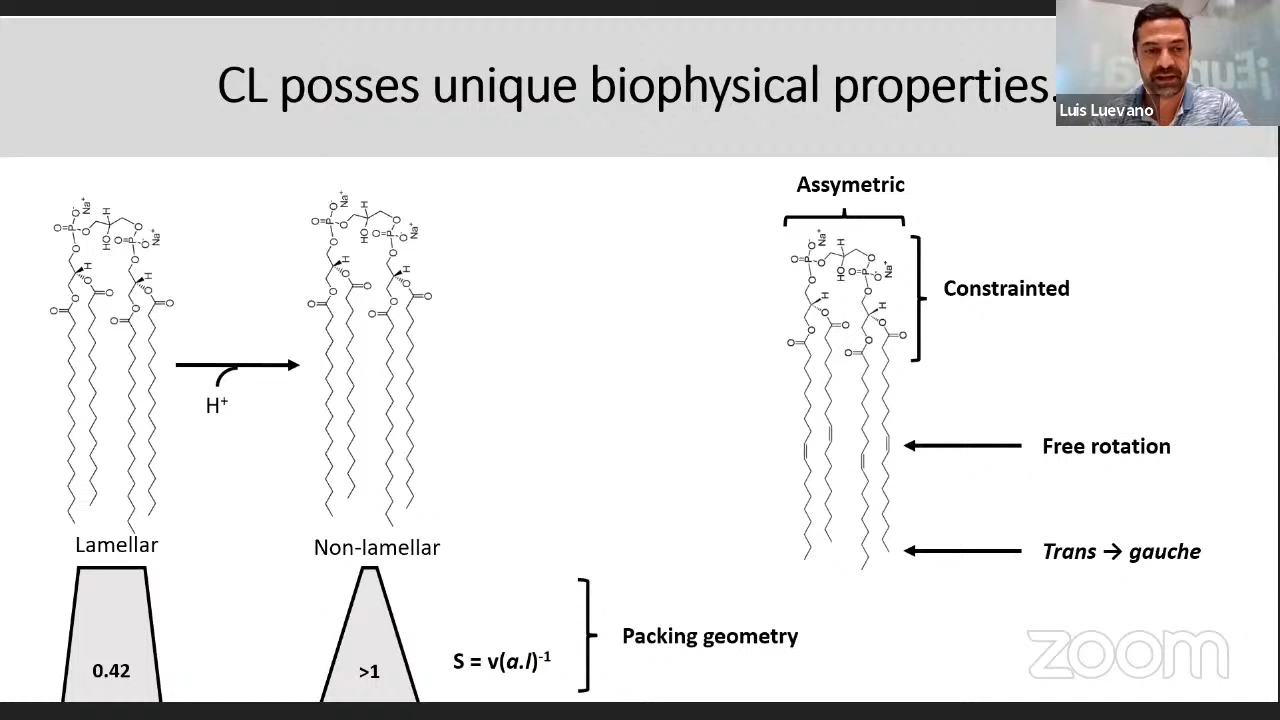 CL posses unique biophysical properties.
Luis Luevano
Assymetric
Constrainted
Free rotation
Trans → gauche
H⁺
Lamellar
Non-lamellar
0.42
>1
S = v(a.l)⁻¹
Packing geometry
zoom